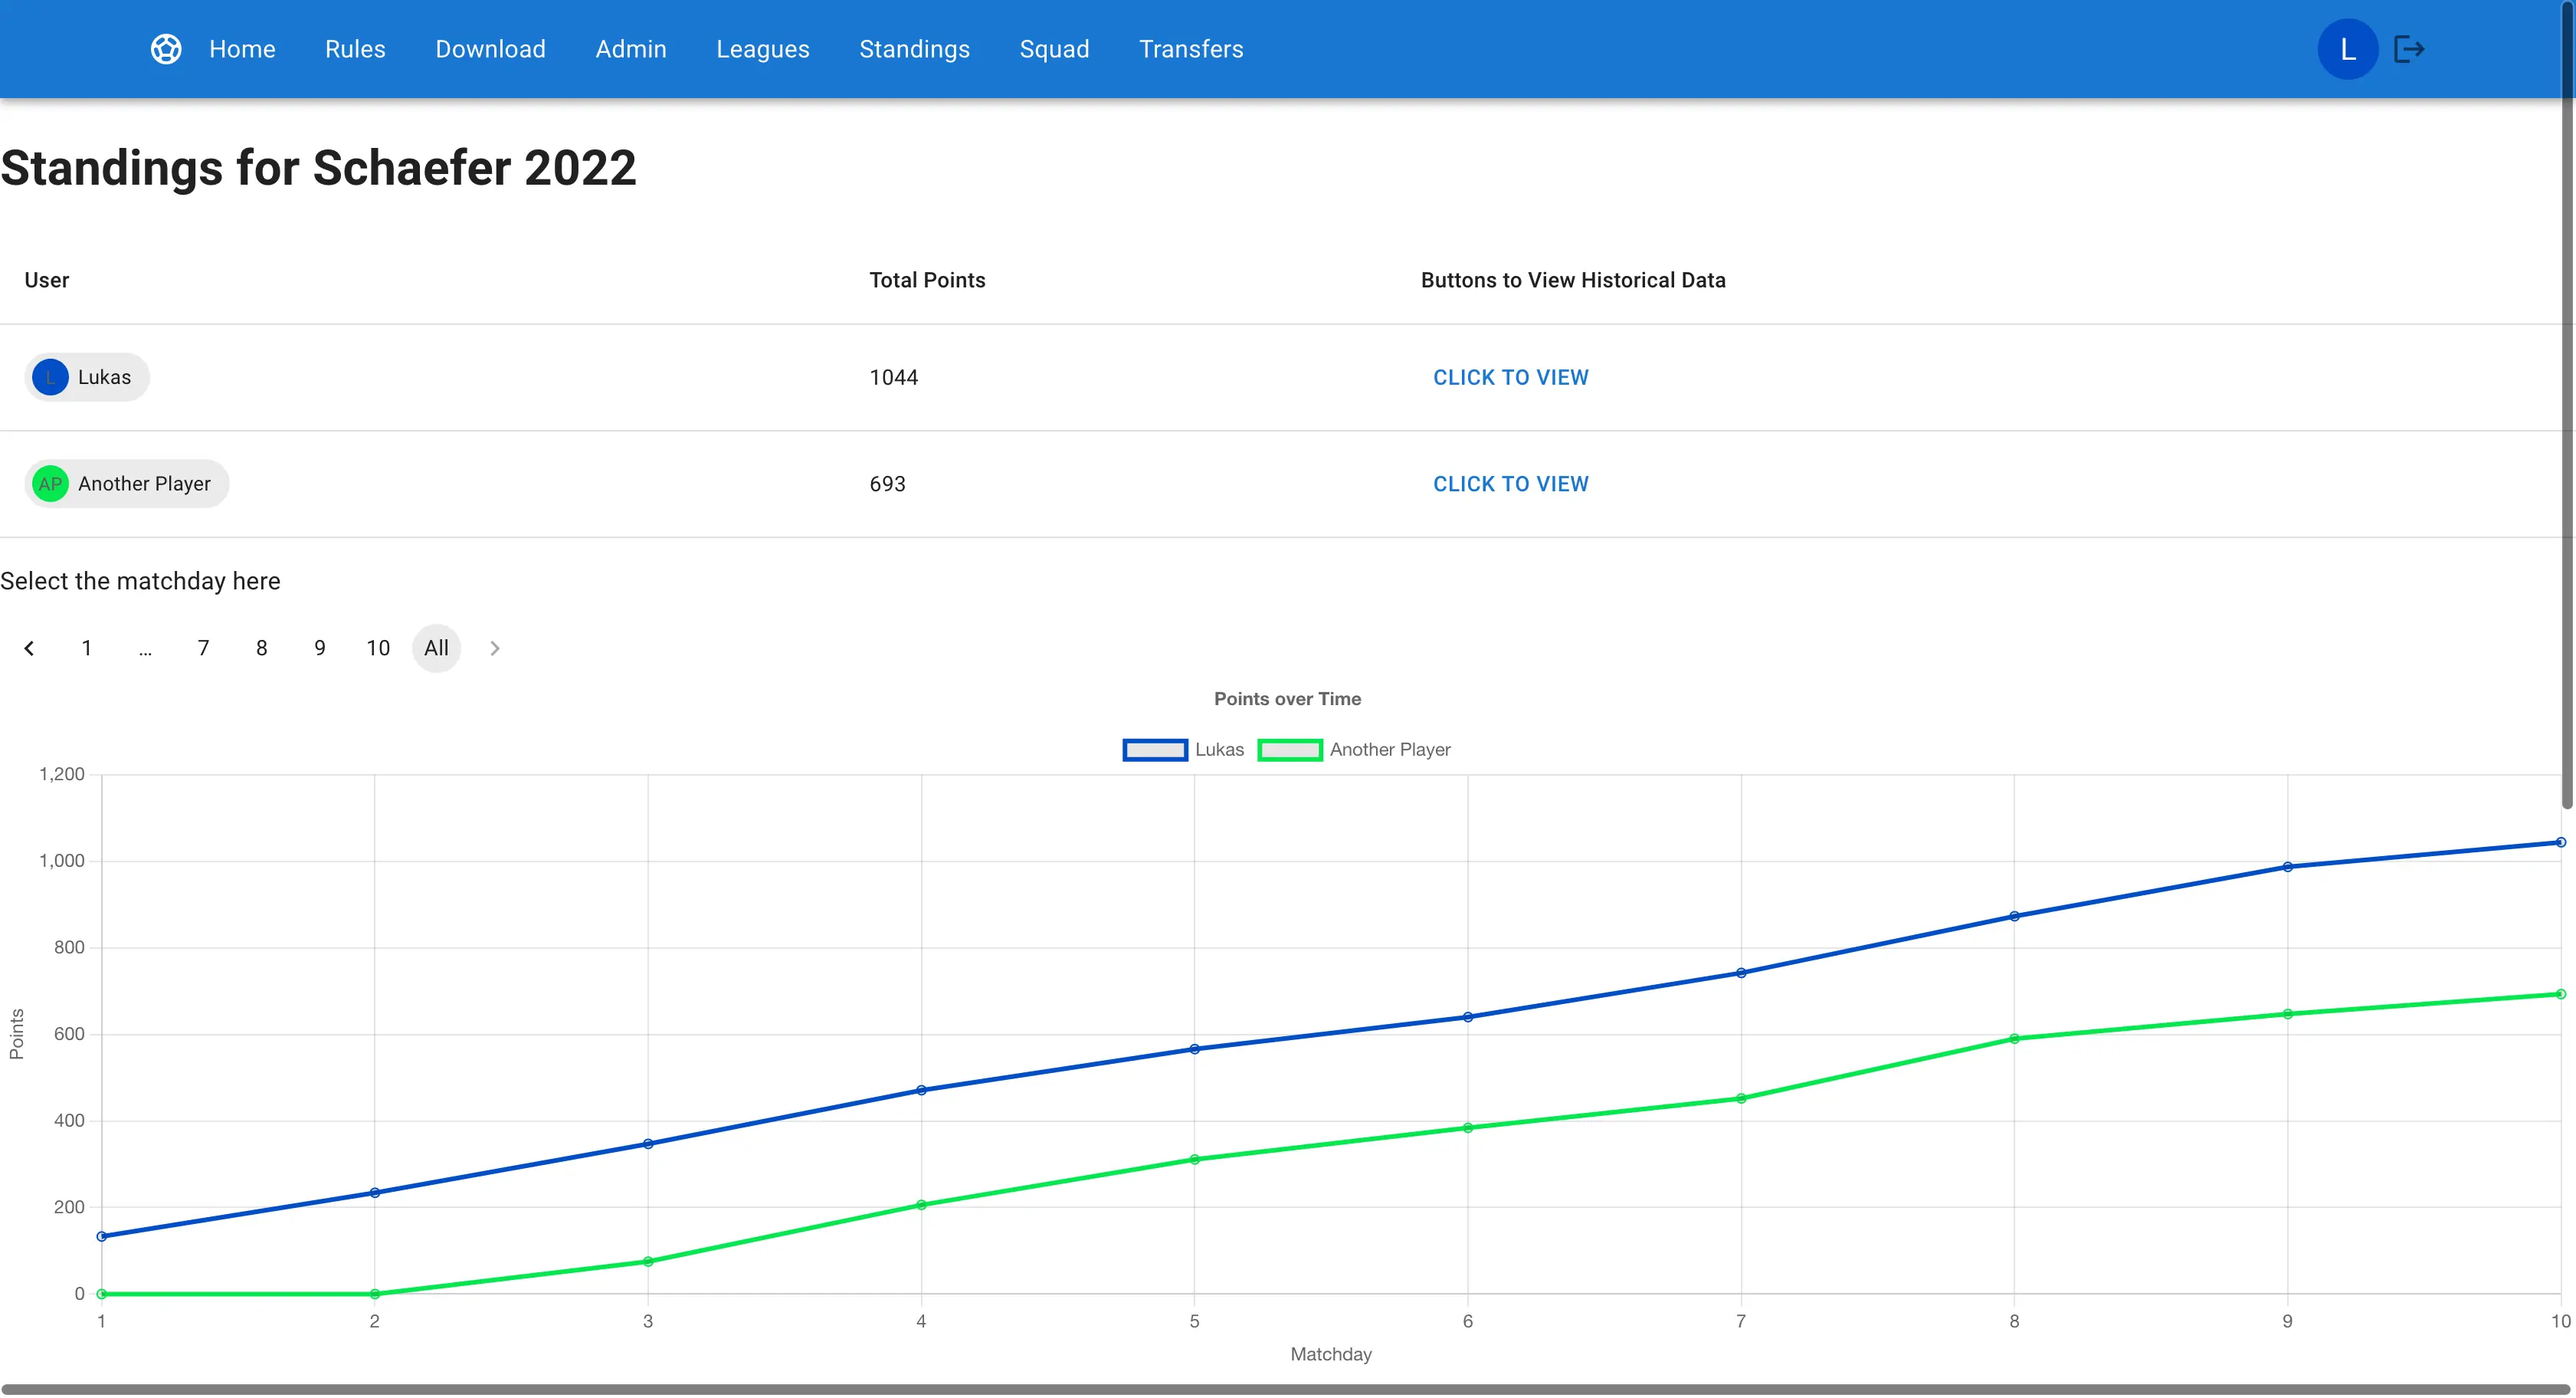 Home Rules Download Admin Leagues Standings Squad Transfers L
Standings for Schaefer 2022
User Total Points Buttons to View Historical Data
L Lukas 1044 CLICK TO VIEW
AP Another Player 693 CLICK TO VIEW
Select the matchday here
1 ... 7 8 9 10 All
Points over Time
Lukas Another Player
1,200
1,000
800
600
400
200
0
Points
1 2 3 4 5 6 7 8 9 10
Matchday